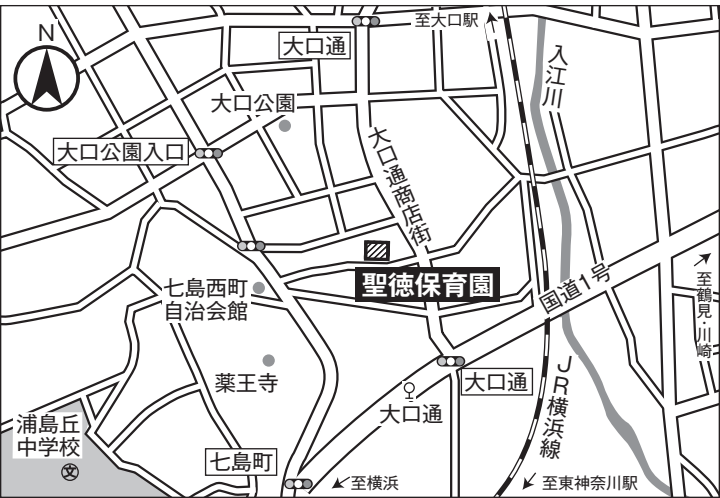 N
大口通
至大口駅
入江川
大口公園
大口公園入口
大口通商店街
聖徳保育園
七島西町
自治会館
国道1号
至鶴見・川崎
薬王寺
大口通
大口通
JR横浜線
浦島丘
中学校
文
七島町
至横浜
至東神奈川駅